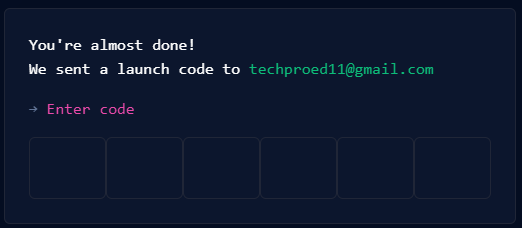 You're almost done!
We sent a launch code to techproed11@gmail.com
→ Enter code